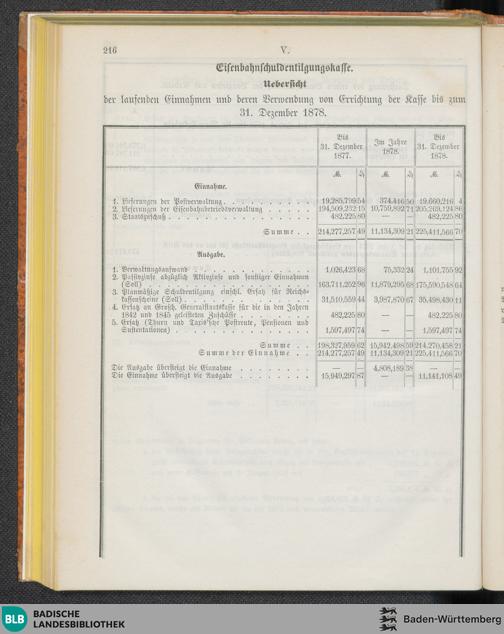 216
V.
Eisenbahnschuldentilgungskasse.
Uebersicht
der laufenden Einnahmen und deren Verwendung von Errichtung der Kasse bis zum
31. Dezember 1878.
Bis 31. Dezember 1877. Im Jahre 1878. Bis 31. Dezember 1878.
ℳ ₰ ℳ ₰ ℳ ₰
Einnahme.
1. Lieferungen der Postverwaltung . . . 19,285,799 54 374,416 50 19,660,216 4
2. Lieferungen der Eisenbahnbetriebsverwaltung . . . 194,509,232 15 10,759,892 71 205,269,124 86
3. Staatszuschuß . . . 482,225 80 — — 482,225 80
Summe . . 214,277,257 49 11,134,309 21 225,411,566 70
Ausgabe.
1. Verwaltungsaufwand . . . 1,026,423 68 75,332 24 1,101,755 92
2. Passivzinse abzüglich Aktivzinse und sonstiger Einnahmen
(Soll) . . . 163,711,252 96 11,879,295 68 175,590,548 64
3. Planmäßige Schuldentilgung einschl. Ersatz für Reichs-
kassenscheine (Soll) . . . 31,510,559 44 3,987,870 67 35,498,430 11
4. Ersatz an Großh. Generalstaatskasse für die in den Jahren
1842 und 1845 geleisteten Zuschüsse . . . 482,225 80 — — 482,225 80
5. Ersatz (Thurn und Taxis'sche Postrente, Pensionen und
Sustentationen) . . . 1,597,497 74 — — 1,597,497 74
Summe . . 198,327,959 62 15,942,498 59 214,270,458 21
Summe der Einnahme . . 214,277,257 49 11,134,309 21 225,411,566 70
Die Ausgabe übersteigt die Einnahme . . . — — 4,808,189 38 — —
Die Einnahme übersteigt die Ausgabe . . . 15,949,297 87 — — 11,141,108 49
BLB
BADISCHE
LANDESBIBLIOTHEK
Baden-Württemberg